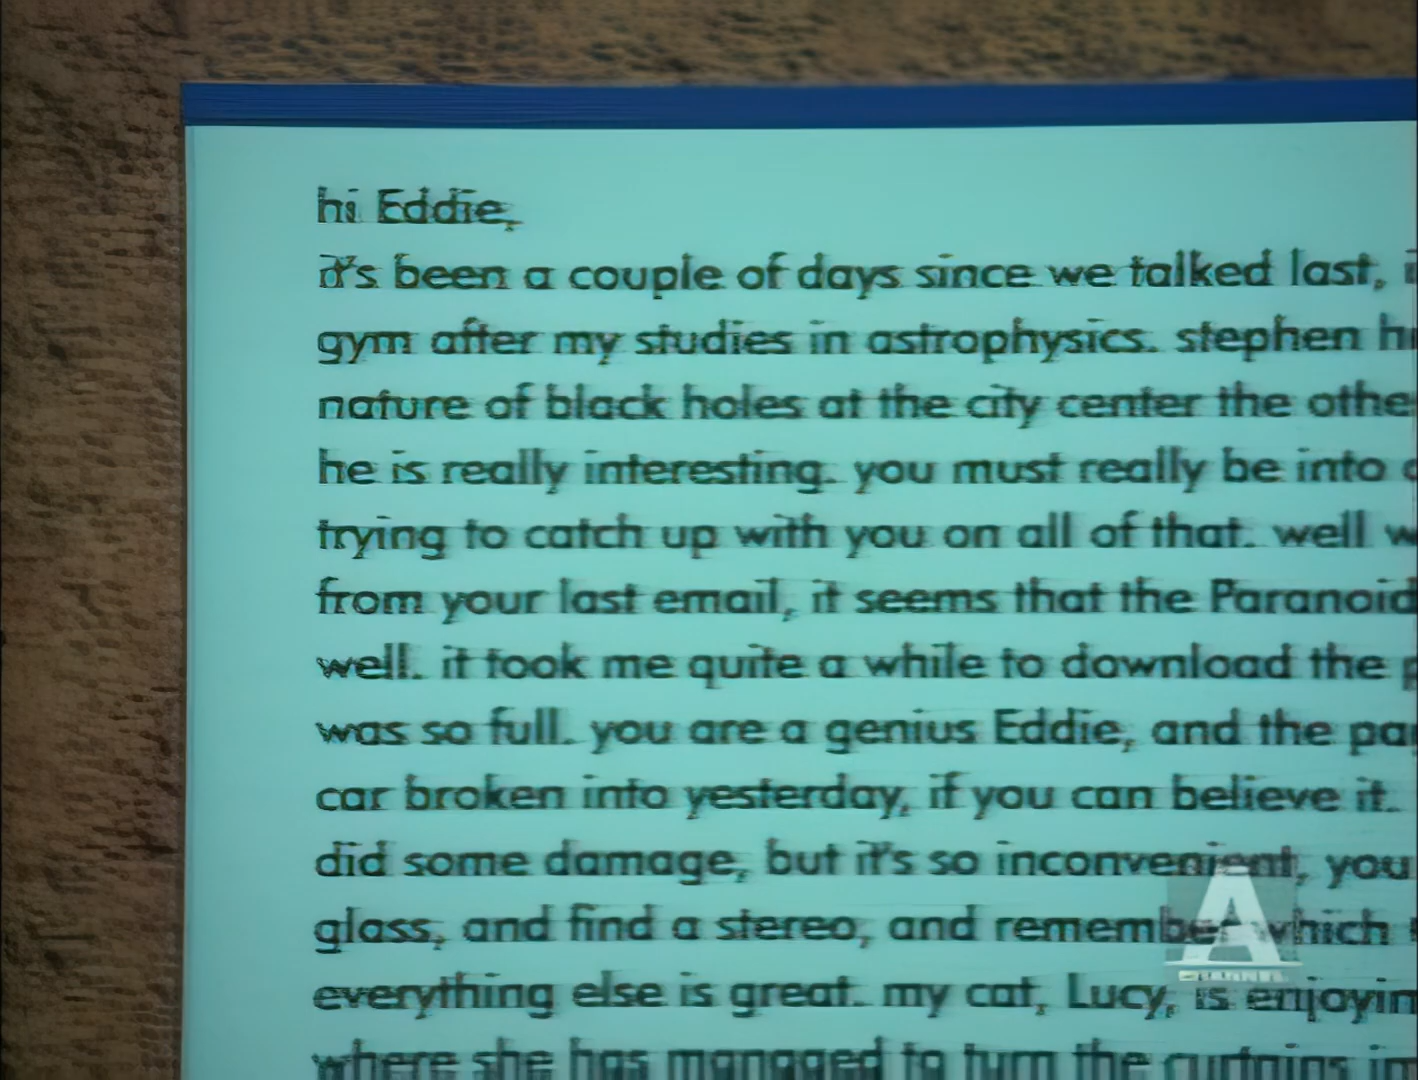 hi Eddie,
it's been a couple of days since we talked last,
gym after my studies in astrophysics. stephen
nature of black holes at the city center the
he is really interesting. you must really be into
trying to catch up with you on all of that. well
from your last email, it seems that the Paranoid
well. it took me quite a while to download the
was so full. you are a genius Eddie, and the
car broken into yesterday, if you can believe it.
did some damage, but it's so inconvenient, you
glass, and find a stereo, and remember which
everything else is great. my cat, Lucy, is
where she has managed to turn the curtains
A
CHANNEL